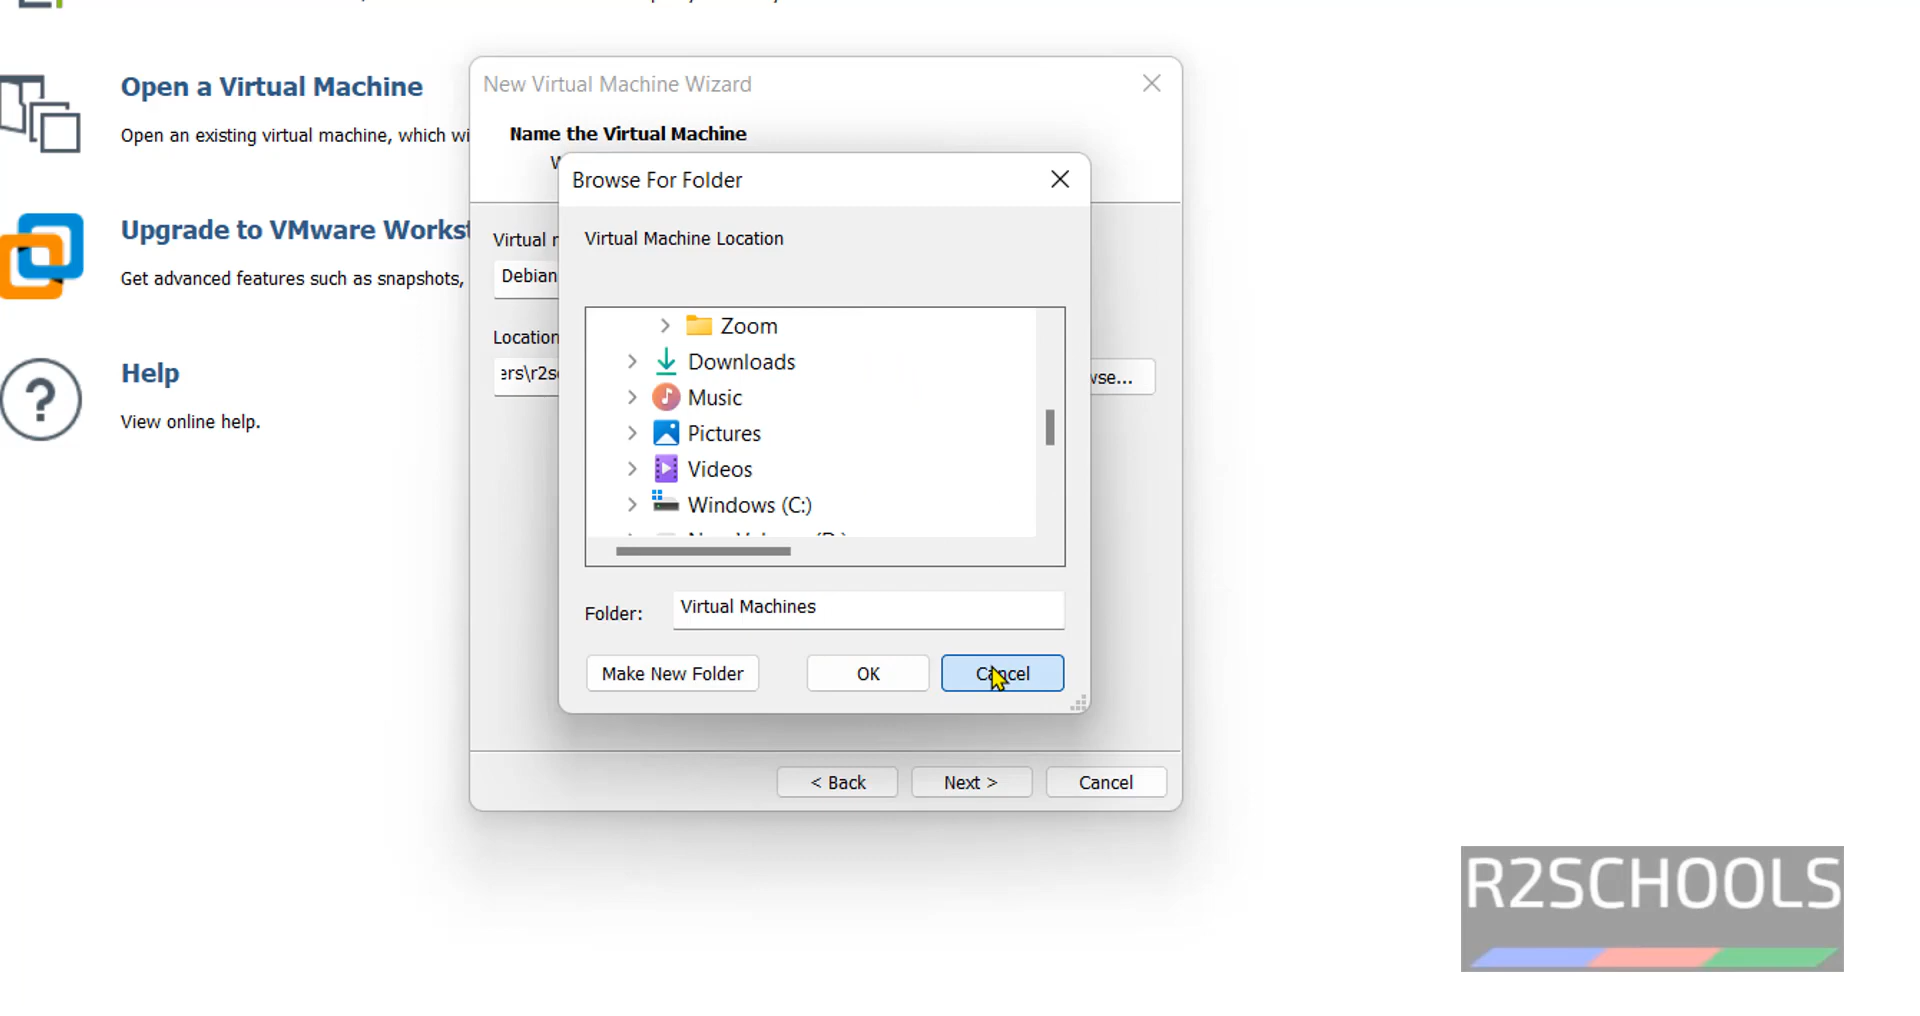 Open a Virtual Machine
Open an existing virtual machine, which wi
Upgrade to VMware Workst
Get advanced features such as snapshots,
Help
View online help.
New Virtual Machine Wizard
Name the Virtual Machine
Browse For Folder
Virtual Machine Location
Virtual
Debian
Location
ers\r2s
wse...
Zoom
Downloads
Music
Pictures
Videos
Windows (C:)
Folder:
Virtual Machines
Make New Folder
OK
Cancel
< Back
Next >
Cancel
R2SCHOOLS